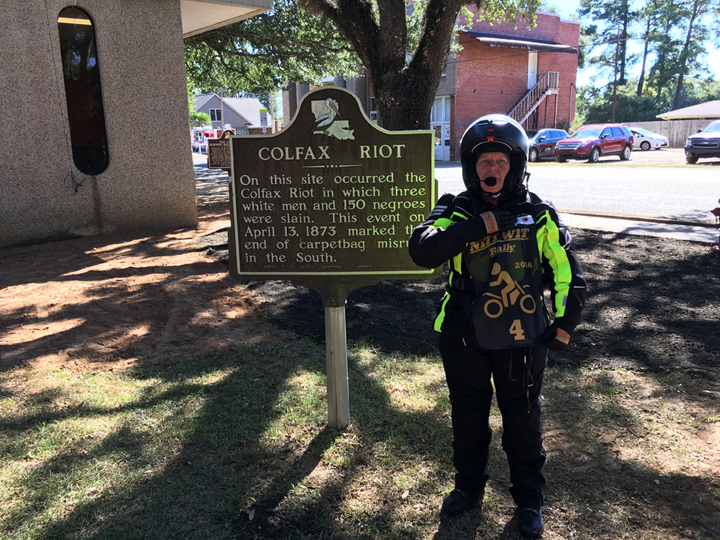 COLFAX RIOT
On this site occurred the
Colfax Riot in which three
white men and 150 negroes
were slain. This event on
April 13, 1873 marked th
end of carpetbag misr
in the South.
NITWIT
Rally
2016
4